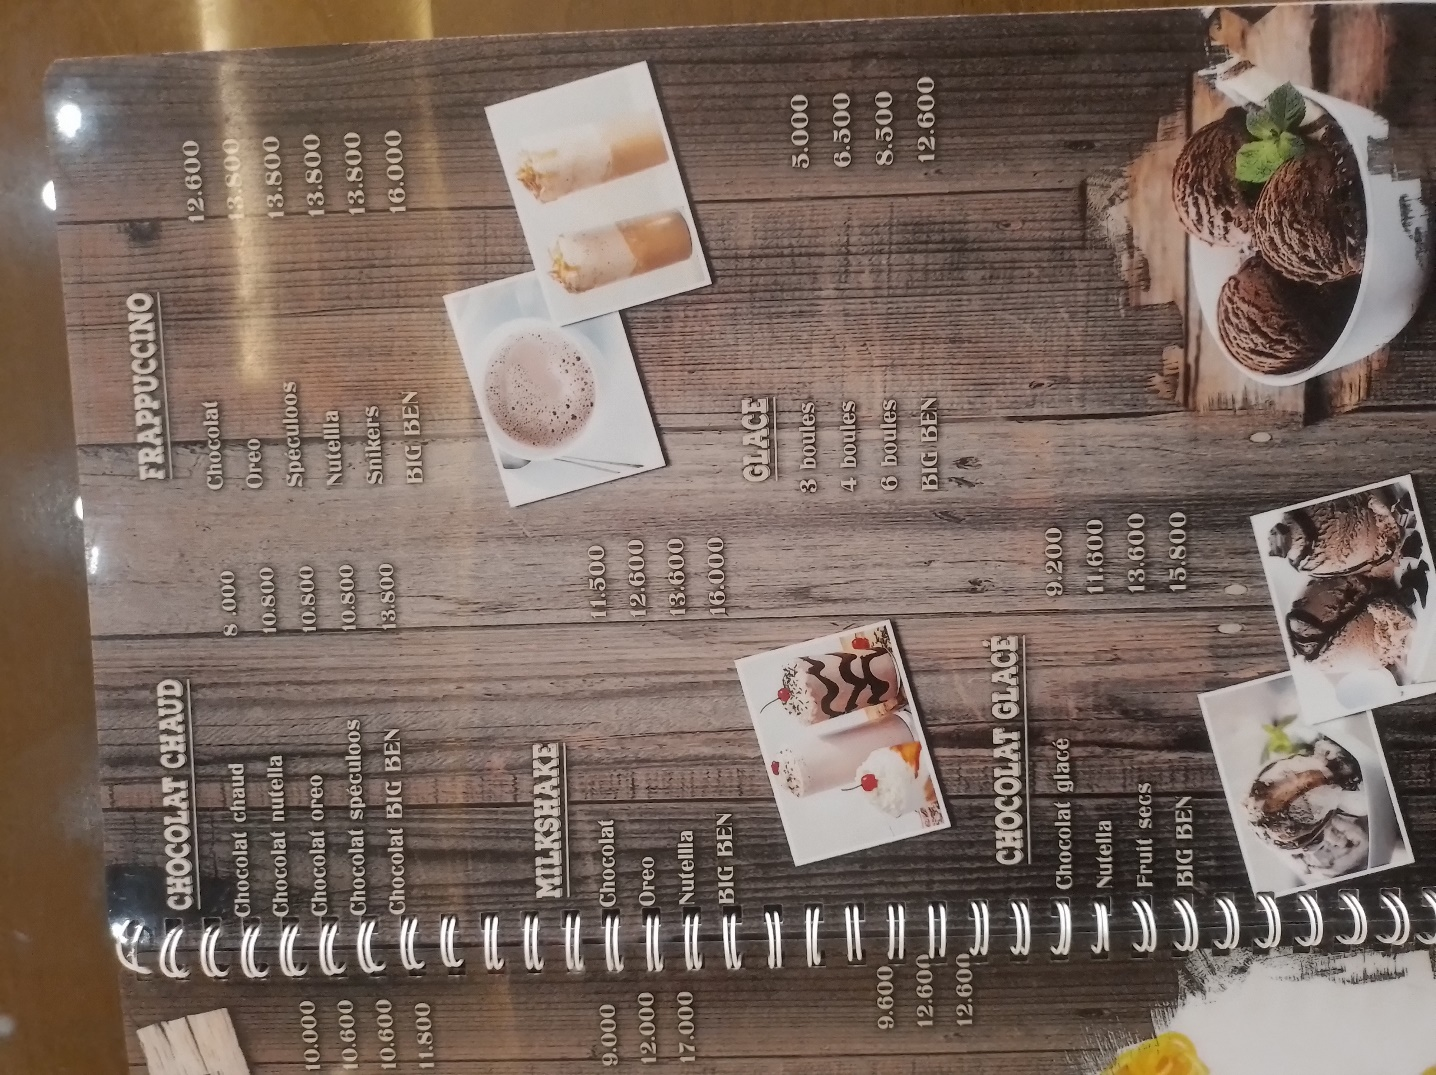 CHOCOLAT CHAUD
Chocolat chaud 8.000
Chocolat nutella 10.800
Chocolat oreo 10.800
Chocolat spéculoos 10.800
Chocolat BIG BEN 13.800
FRAPPUCCINO
Chocolat 12.600
Oreo 13.800
Speculoos 13.800
Nutellla 13.800
Snikers 13.800
BIG BEN 16.000
MILKSHAKE
Chocolat 11.500
Oreo 12.600
Nutellla 13.600
BIG BEN 16.000
GLACE
3 boules 5.000
4 boules 6.500
6 boules 8.500
BIG BEN 12.600
CHOCOLAT GLACÉ
Chocolat glacé 9.200
Nutella 11.600
Fruit secs 13.600
BIG BEN 15.800
10.000
10.600
10.600
11.800
9.000
12.000
17.000
9.600
12.600
12.600